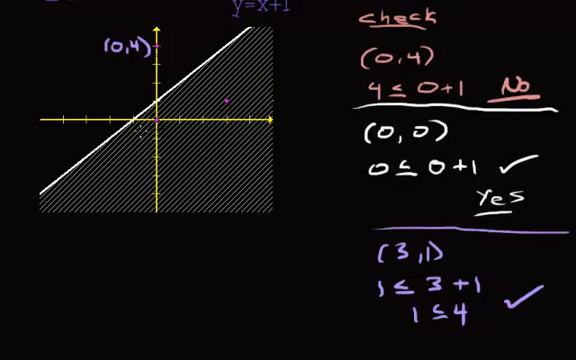 y=x+1
(0,4)
check
(0,4)
4 ≤ 0+1 No
(0,0)
0 ≤ 0+1 ✓
Yes
(3,1)
1 ≤ 3+1
1 ≤ 4 ✓